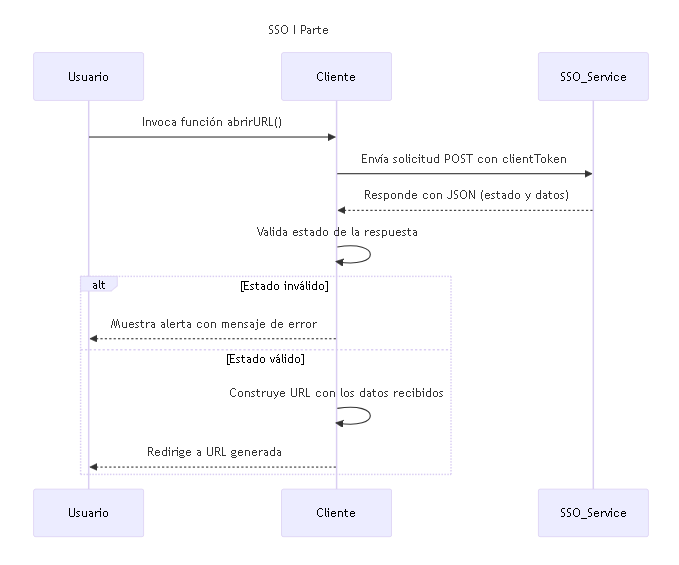 SSO I Parte
Usuario
Cliente
SSO_Service
Invoca función abrirURL()
Envía solicitud POST con clientToken
Responde con JSON (estado y datos)
Valida estado de la respuesta
alt
[Estado inválido]
Muestra alerta con mensaje de error
[Estado válido]
Construye URL con los datos recibidos
Redirige a URL generada
Usuario
Cliente
SSO_Service